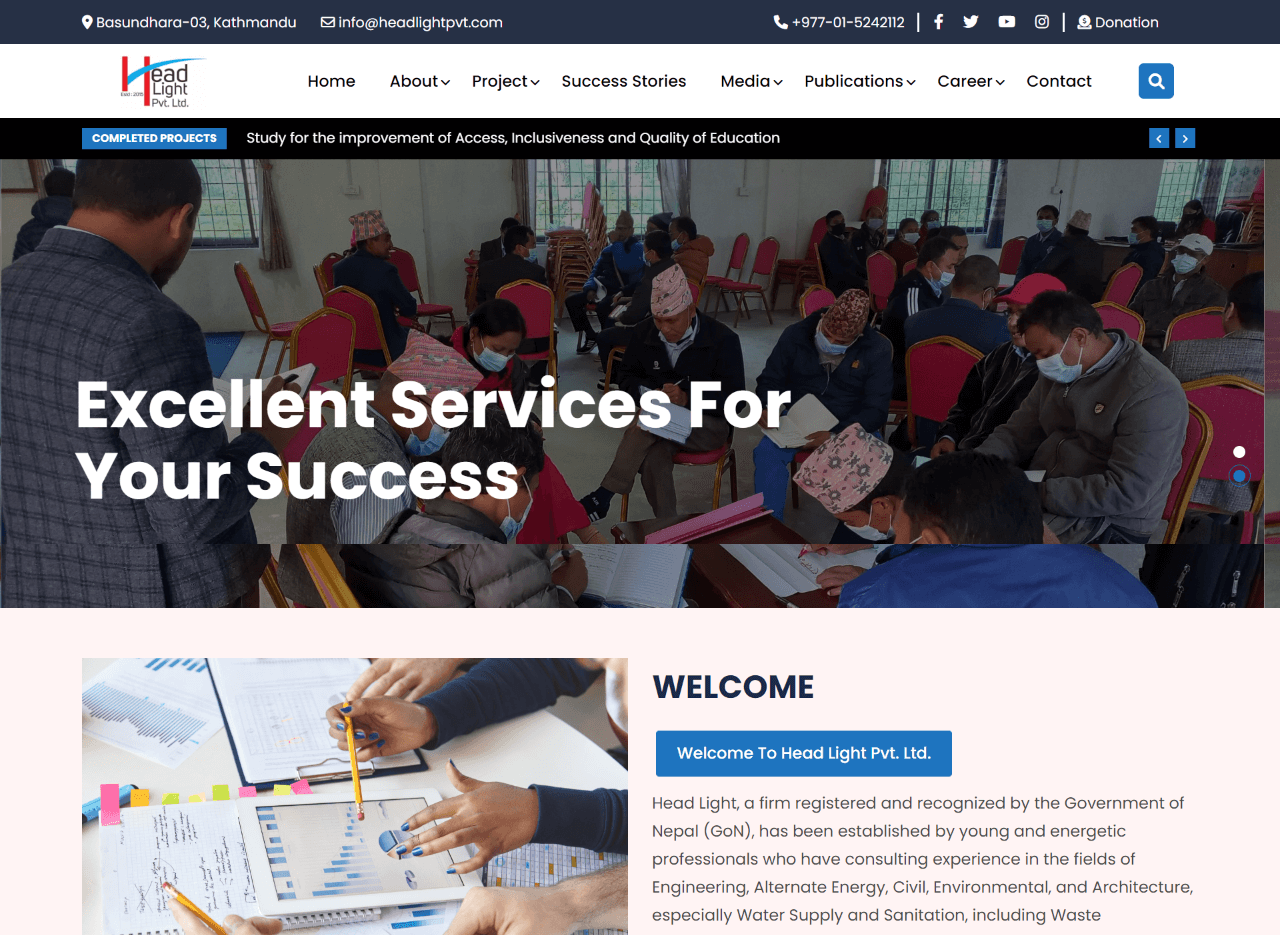 Basundhara-03, Kathmandu info@headlightpvt.com +977-01-5242112 Donation
Head
Light
Pvt. Ltd.
Home About Project Success Stories Media Publications Career Contact
COMPLETED PROJECTS Study for the improvement of Access, Inclusiveness and Quality of Education
Excellent Services For
Your Success
WELCOME
Welcome To Head Light Pvt. Ltd.
Head Light, a firm registered and recognized by the Government of
Nepal (GoN), has been established by young and energetic
professionals who have consulting experience in the fields of
Engineering, Alternate Energy, Civil, Environmental, and Architecture,
especially Water Supply and Sanitation, including Waste